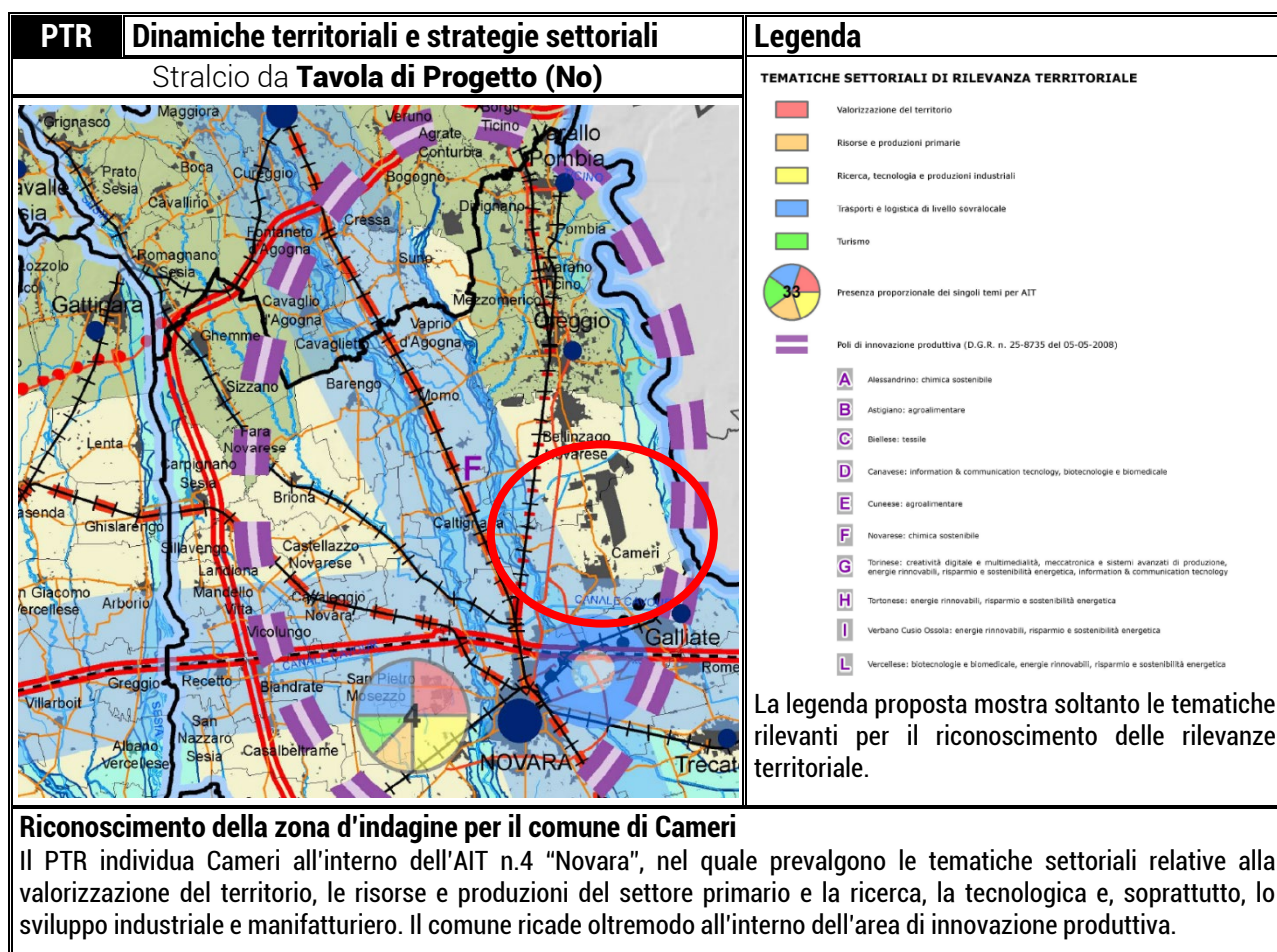 PTR Dinamiche territoriali e strategie settoriali
Stralcio da Tavola di Progetto (No)
Legenda
TEMATICHE SETTORIALI DI RILEVANZA TERRITORIALE
Valorizzazione del territorio
Risorse e produzioni primarie
Ricerca, tecnologia e produzioni industriali
Trasporti e logistica di livello sovralocale
Turismo
33
Presenza proporzionale dei singoli temi per AIT
Poli di innovazione produttiva (D.G.R. n. 25-8735 del 05-05-2008)
A Alessandrino: chimica sostenibile
B Astigiano: agroalimentare
C Biellese: tessile
D Canavese: information & communication tecnology, biotecnologie e biomedicale
E Cuneese: agroalimentare
F Novarese: chimica sostenibile
G Torinese: creatività digitale e multimedialità, meccatronica e sistemi avanzati di produzione,
energie rinnovabili, risparmio e sostenibilità energetica, information & communication tecnology
H Tortonese: energie rinnovabili, risparmio e sostenibilità energetica
I Verbano Cusio Ossola: energie rinnovabili, risparmio e sostenibilità energetica
L Vercellese: biotecnologie e biomedicale, energie rinnovabili, risparmio e sostenibilità energetica
La legenda proposta mostra soltanto le tematiche
rilevanti per il riconoscimento delle rilevanze
territoriale.
Maggiora
Grignasco
Veruno
Borgo
Ticino
Agrate
Conturbia
Varallo
Pombia
Prato
Sesia
Boca
Cureggio
Bogogno
Cavallirio
Cressa
Divignano
Pombia
Fontaneto
d'Agogna
Romagnano
Sesia
Suno
Marano
Ticino
Lozzolo
Gattinara
Cavaglio
d'Agogna
Mezzomerico
Oleggio
Ghemme
Cavaglietto
Vaprio
d'Agogna
Sizzano
Barengo
Momo
Fara
Novarese
Bellinzago
Novarese
Lenta
Carpignano
Sesia
F
Briona
Ghislarengo
Caltignaga
Sillavengo
Castellazzo
Novarese
Cameri
Landiona
Arborio
Mandello
Vitta
Casaleggio
Novara
CANALE CAVOUR
Vicolungo
Galliate
CANALE CAVOUR
Greggio
Recetto
Biandrate
San Pietro
Mosezzo
Villarboit
SESIA
4
San
Nazzaro
Sesia
Albano
Vercellese
Casalbeltrame
NOVARA
Trecat
Riconoscimento della zona d'indagine per il comune di Cameri
Il PTR individua Cameri all'interno dell'AIT n.4 “Novara”, nel quale prevalgono le tematiche settoriali relative alla
valorizzazione del territorio, le risorse e produzioni del settore primario e la ricerca, la tecnologica e, soprattutto, lo
sviluppo industriale e manifatturiero. Il comune ricade oltremodo all'interno dell'area di innovazione produttiva.